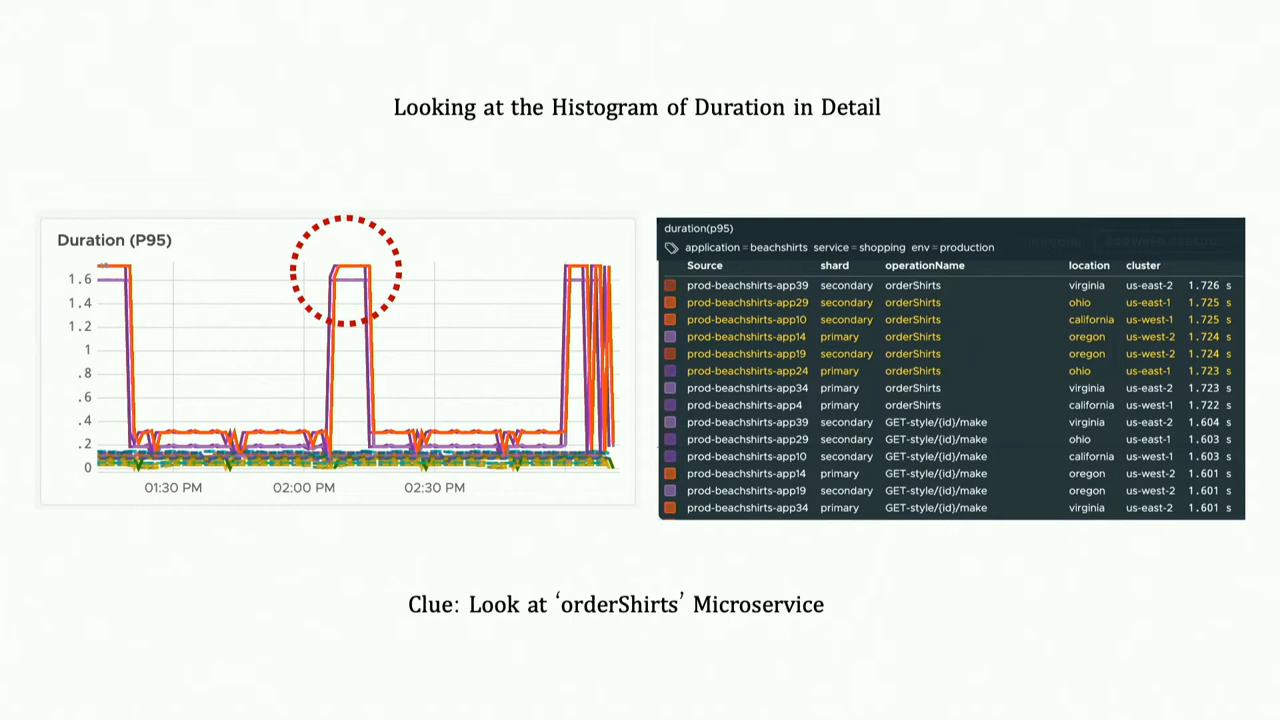 Looking at the Histogram of Duration in Detail
Duration (P95)
1.6
1.4
1.2
1
.8
.6
.4
.2
0
01:30 PM 02:00 PM 02:30 PM
duration(p95)
application = beachshirts service = shopping env = production
Source shard operationName location cluster
prod-beachshirts-app39 secondary orderShirts virginia us-east-2 1.726 s
prod-beachshirts-app29 secondary orderShirts ohio us-east-1 1.725 s
prod-beachshirts-app10 secondary orderShirts california us-west-1 1.725 s
prod-beachshirts-app14 primary orderShirts oregon us-west-2 1.724 s
prod-beachshirts-app19 secondary orderShirts oregon us-west-2 1.724 s
prod-beachshirts-app24 primary orderShirts ohio us-east-1 1.723 s
prod-beachshirts-app34 primary orderShirts virginia us-east-2 1.723 s
prod-beachshirts-app4 primary orderShirts california us-west-1 1.722 s
prod-beachshirts-app39 secondary GET-style/{id}/make virginia us-east-2 1.604 s
prod-beachshirts-app29 secondary GET-style/{id}/make ohio us-east-1 1.603 s
prod-beachshirts-app10 secondary GET-style/{id}/make california us-west-1 1.603 s
prod-beachshirts-app14 primary GET-style/{id}/make oregon us-west-2 1.601 s
prod-beachshirts-app19 secondary GET-style/{id}/make oregon us-west-2 1.601 s
prod-beachshirts-app34 primary GET-style/{id}/make virginia us-east-2 1.601 s
Clue: Look at ‘orderShirts’ Microservice